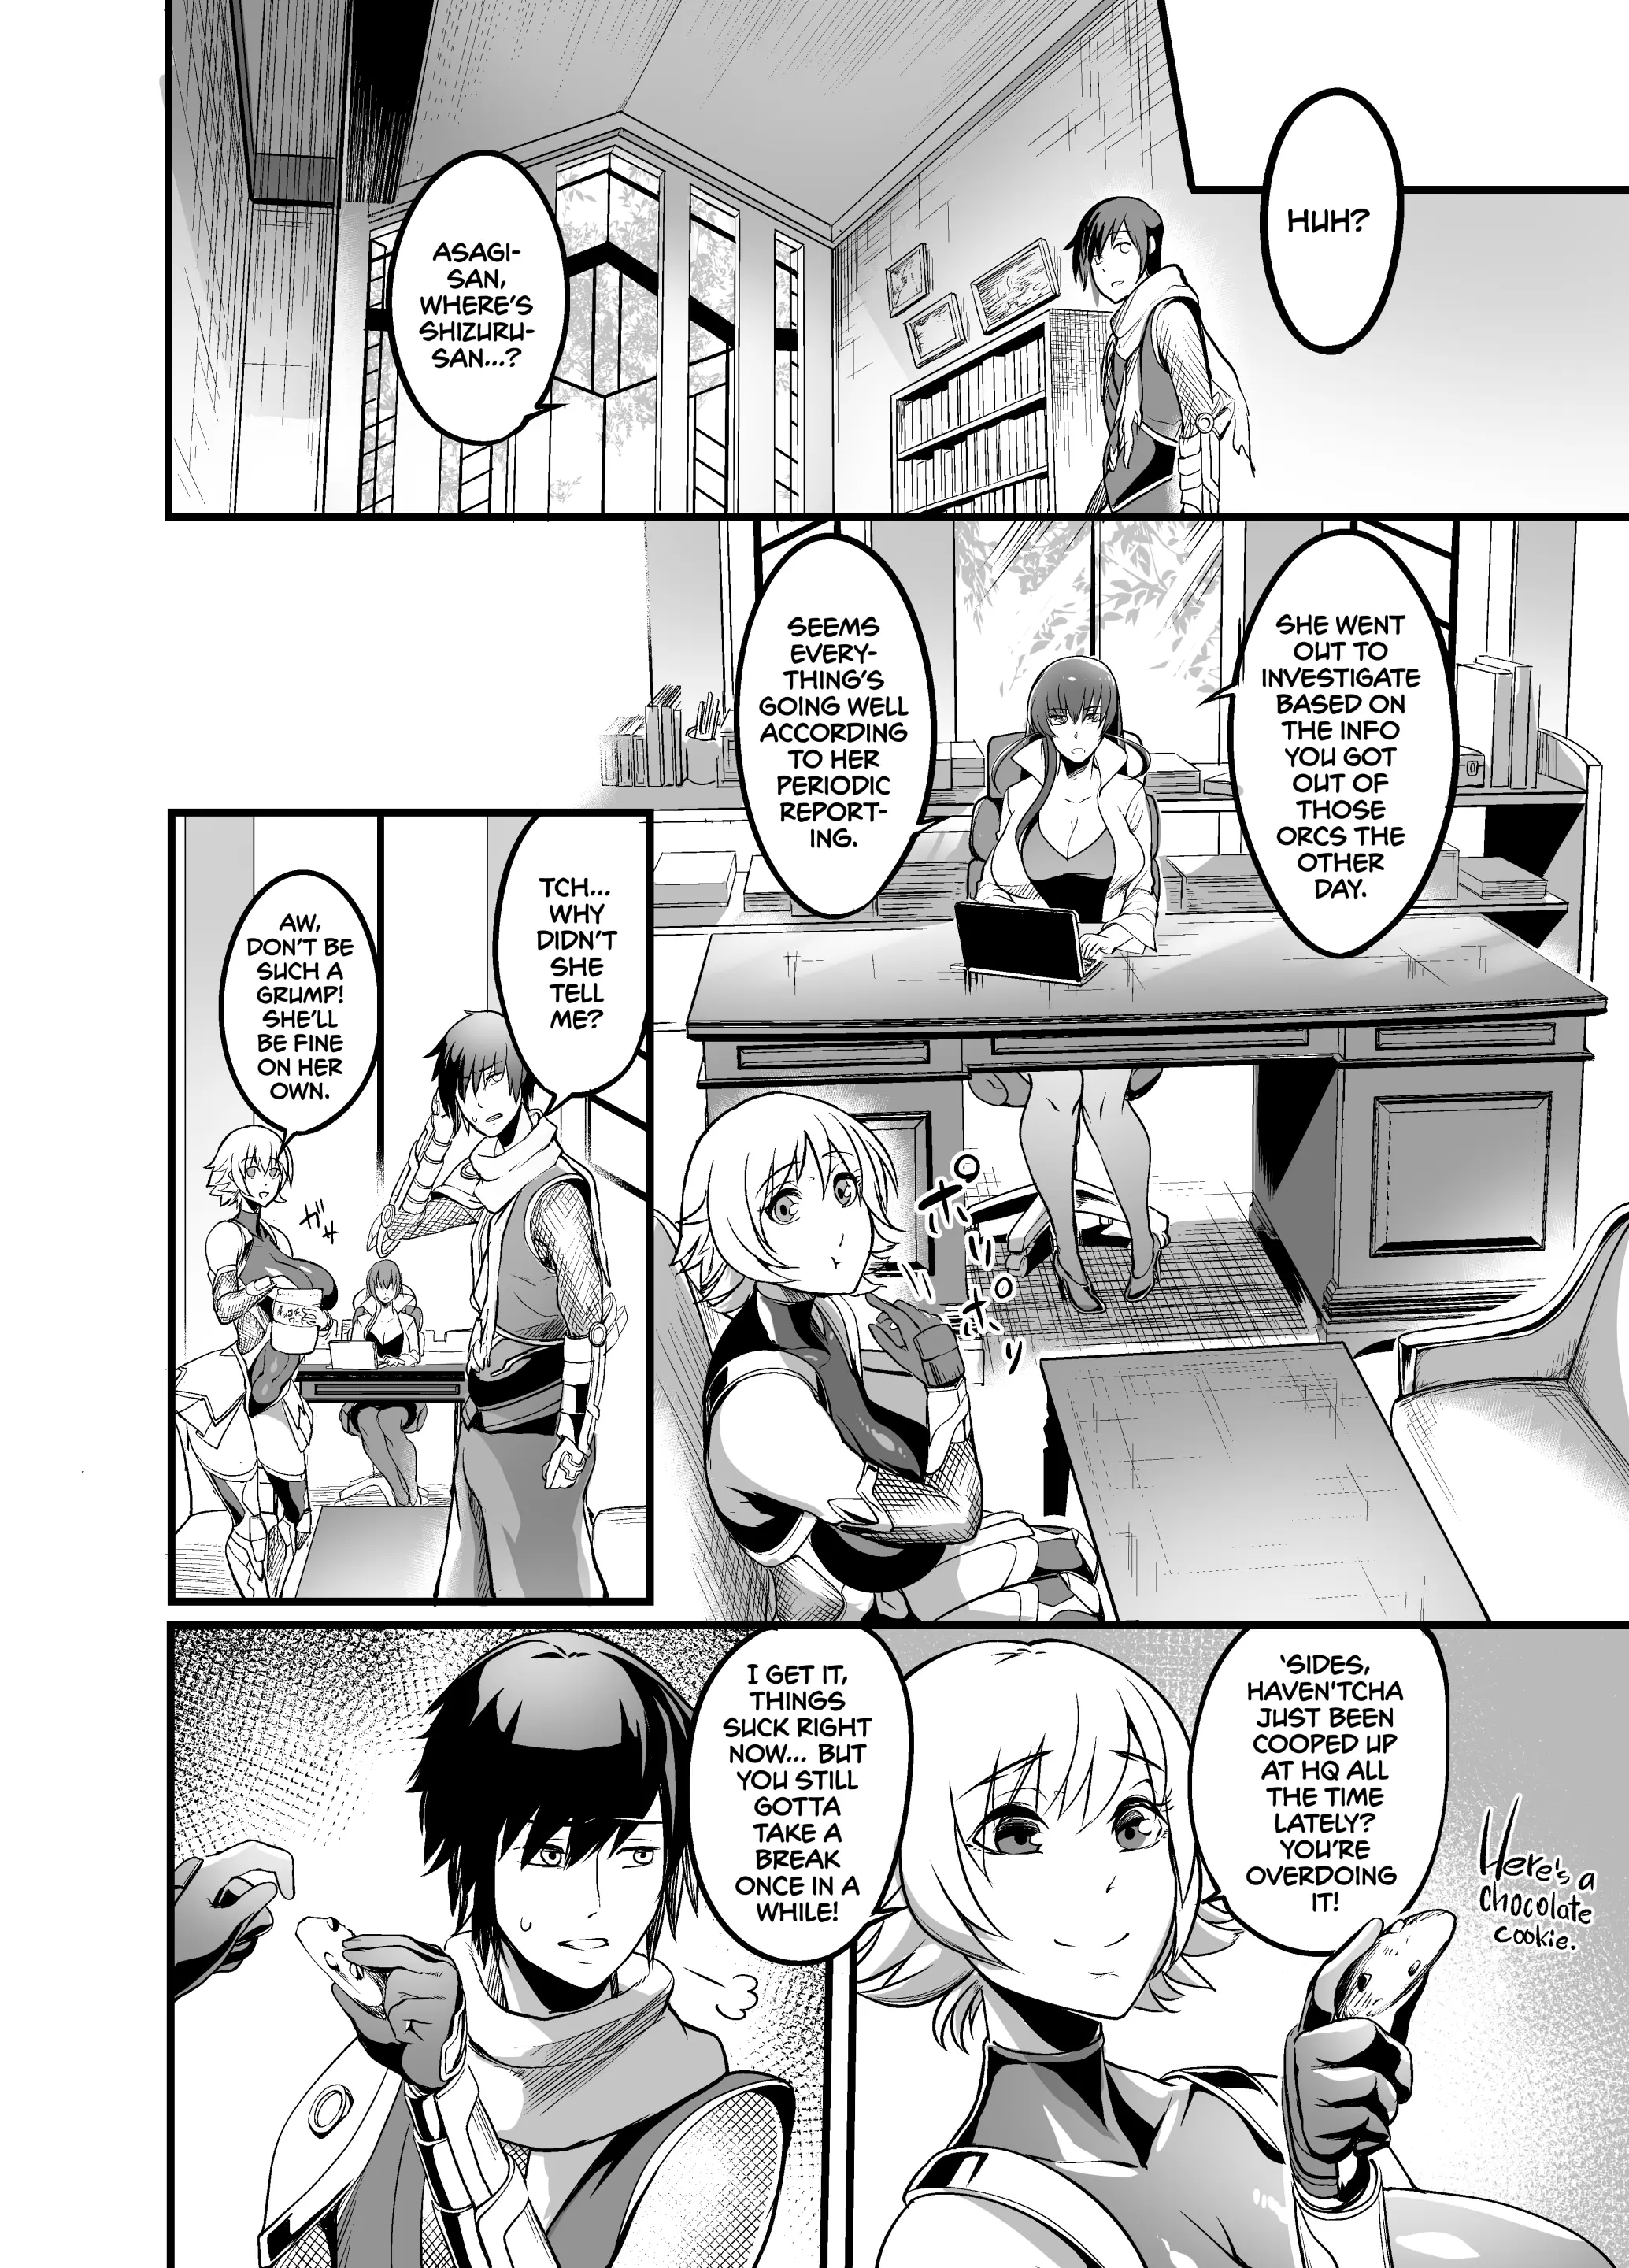 HUH?
ASAGI-
SAN,
WHERE'S
SHIZURU-
SAN...?
SHE WENT
OUT TO
INVESTIGATE
BASED ON
THE INFO
YOU GOT
OUT OF
THOSE
ORCS THE
OTHER
DAY.
SEEMS
EVERY-
THING'S
GOING WELL
ACCORDING
TO HER
PERIODIC
REPORT-
ING.
ポリ
ポリ
TCH...
WHY
DIDN'T
SHE
TELL
ME?
AW,
DON'T BE
SUCH A
GRUMP!
SHE'LL
BE FINE
ON HER
OWN.
ガサ
'SIDES,
HAVEN'TCHA
JUST BEEN
COOPED UP
AT HQ ALL
THE TIME
LATELY?
YOU'RE
OVERDOING
IT!
Here's a
chocolate
cookie.
I GET IT,
THINGS
SUCK RIGHT
NOW... BUT
YOU STILL
GOTTA
TAKE A
BREAK
ONCE IN A
WHILE!